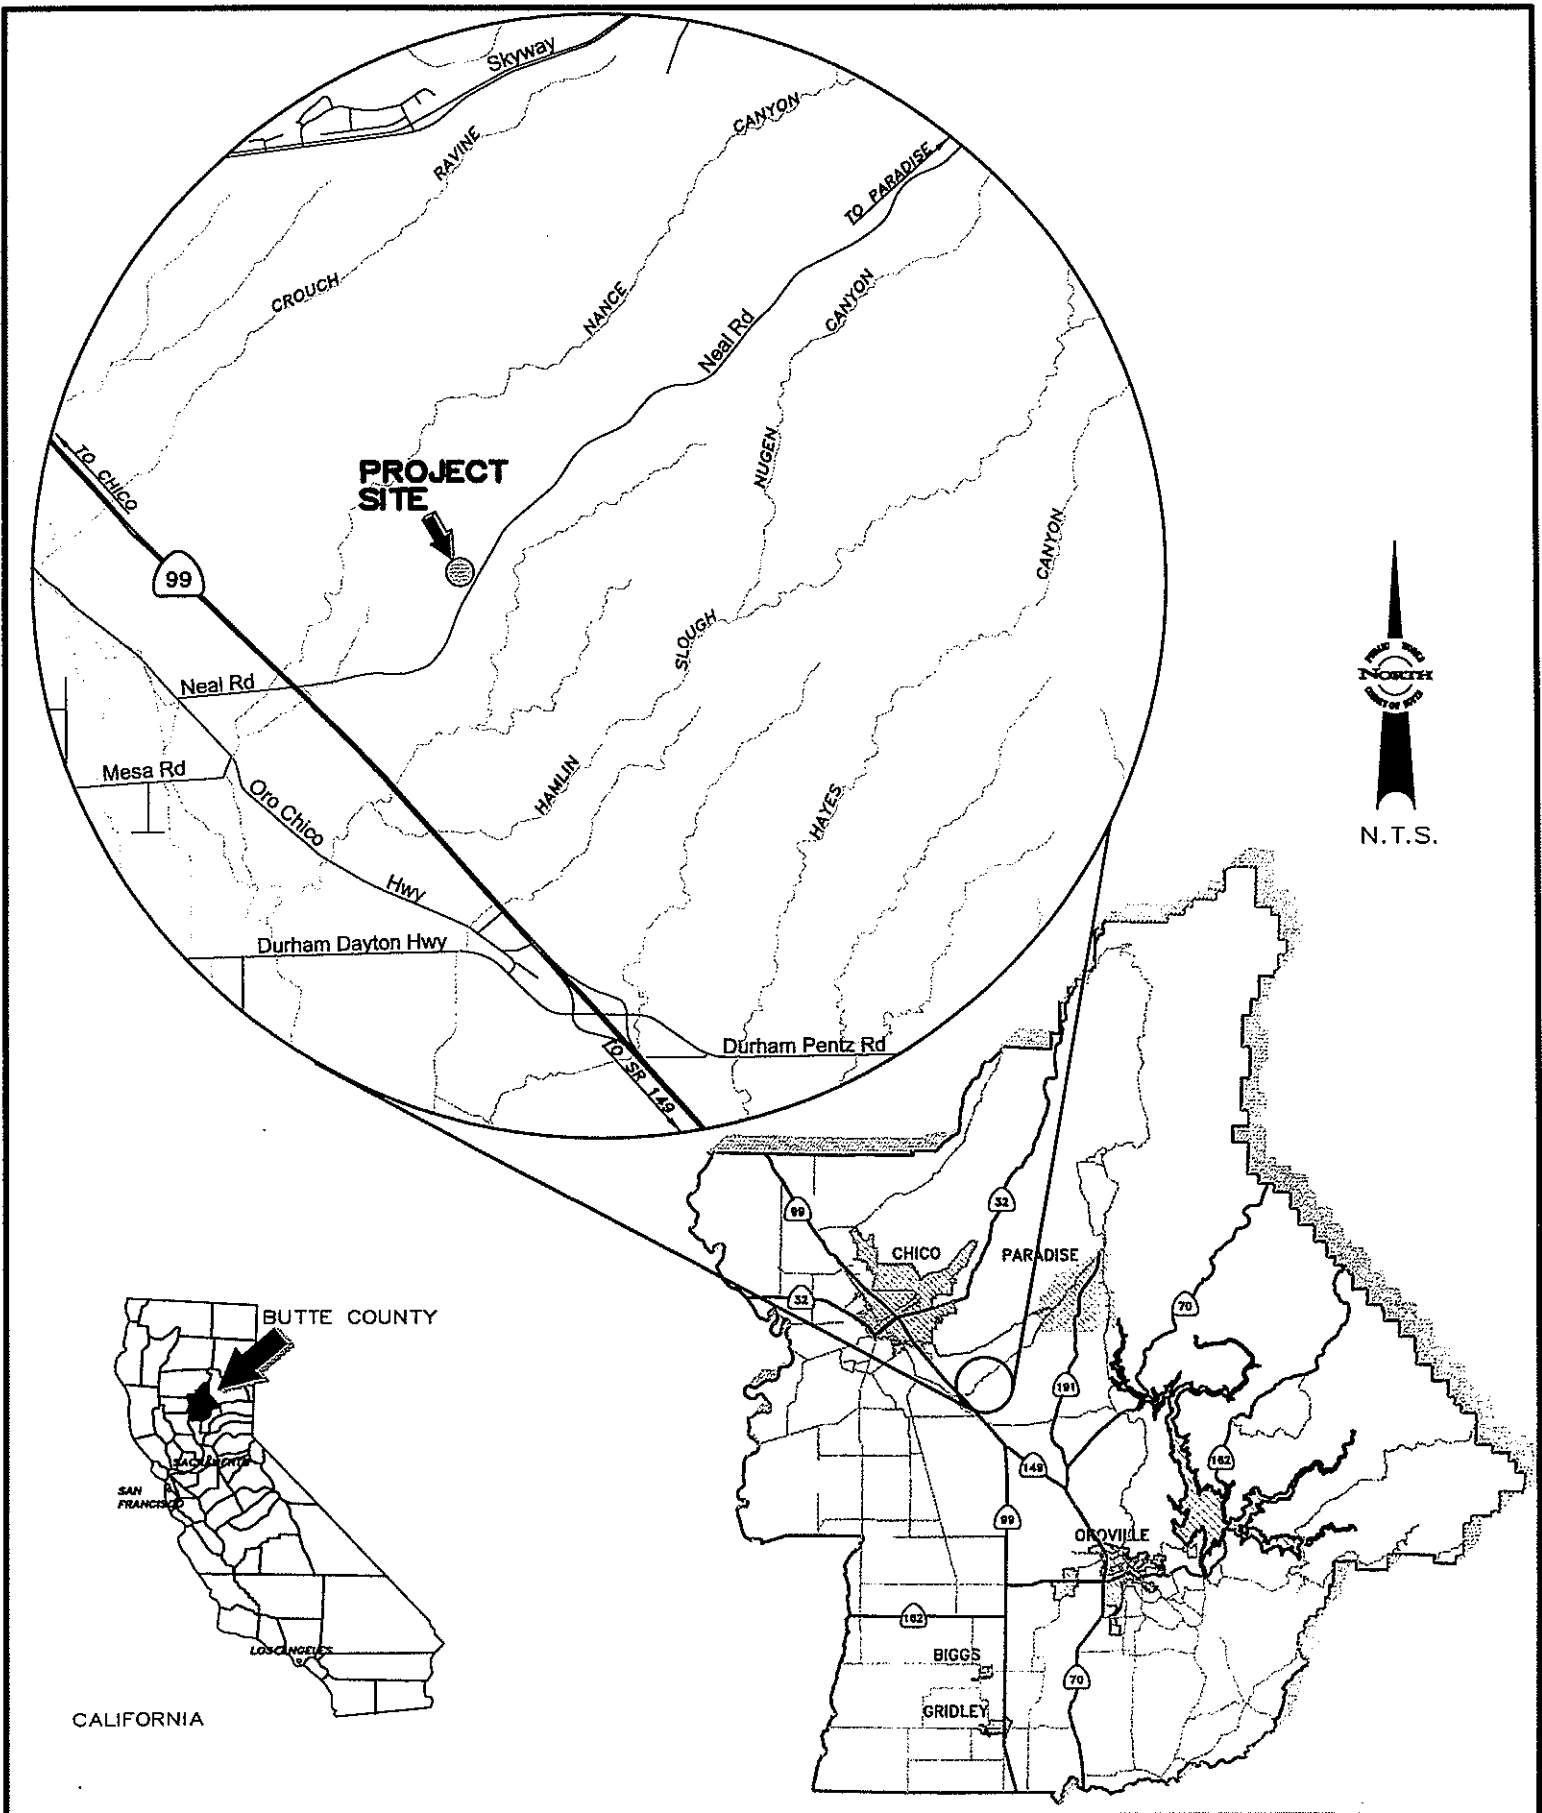 Skyway
RAVINE
CANYON
TO PARADISE
CROUCH
NANCE
CANYON
Neal Rd
TO CHICO
PROJECT
SITE
NUGEN
CANYON
99
SLOUGH
Neal Rd
NORTH
Mesa Rd
HAMLIN
Oro Chico
HAYES
N.T.S.
Hwy
Durham Dayton Hwy
Durham Pentz Rd
TO SR 149
99
32
CHICO
PARADISE
32
70
BUTTE COUNTY
191
149
162
SACRAMENTO
SAN
FRANCISCO
99
OROVILLE
162
BIGGS
LOS ANGELES
70
GRIDLEY
CALIFORNIA